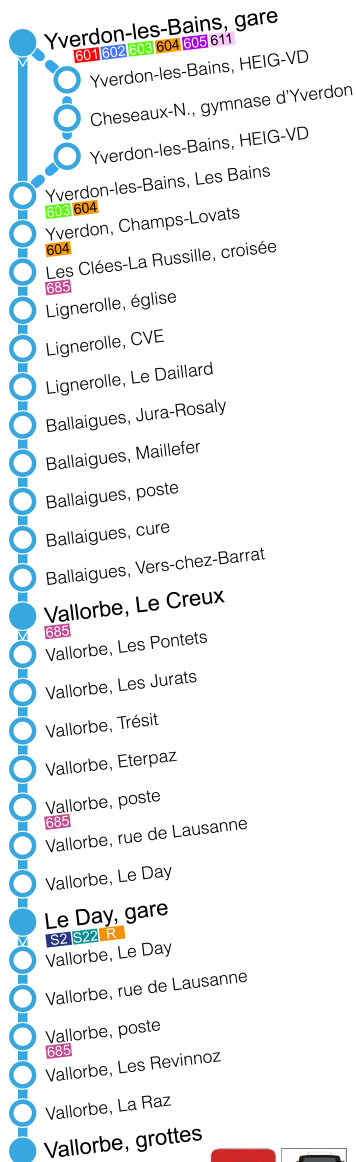 Yverdon-les-Bains, gare
601 602 603 604 605 611
Yverdon-les-Bains, HEIG-VD
Cheseaux-N., gymnase d'Yverdon
Yverdon-les-Bains, HEIG-VD
Yverdon-les-Bains, Les Bains
603 604
Yverdon, Champs-Lovats
604
Les Clées-La Russille, croisée
685
Lignerolle, église
Lignerolle, CVE
Lignerolle, Le Daillard
Ballaigues, Jura-Rosaly
Ballaigues, Maillefer
Ballaigues, poste
Ballaigues, cure
Ballaigues, Vers-chez-Barrat
Vallorbe, Le Creux
685
Vallorbe, Les Pontets
Vallorbe, Les Jurats
Vallorbe, Trésit
Vallorbe, Eterpaz
Vallorbe, poste
685
Vallorbe, rue de Lausanne
Vallorbe, Le Day
Le Day, gare
S2 S22 R
Vallorbe, Le Day
Vallorbe, rue de Lausanne
Vallorbe, poste
685
Vallorbe, Les Revinnoz
Vallorbe, La Raz
Vallorbe, grottes